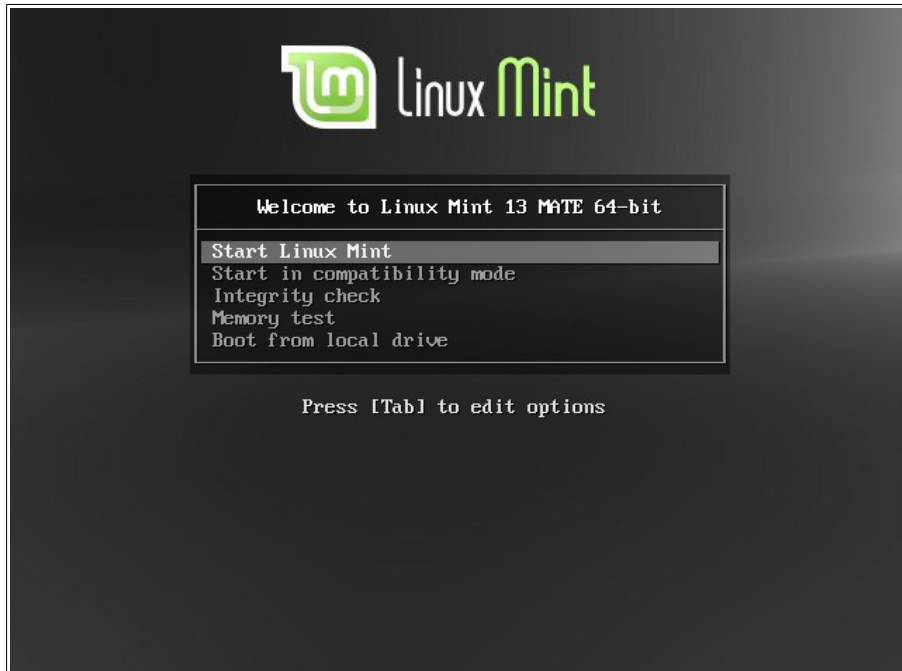 Linux Mint
Welcome to Linux Mint 13 MATE 64-bit
Start Linux Mint
Start in compatibility mode
Integrity check
Memory test
Boot from local drive
Press [Tab] to edit options